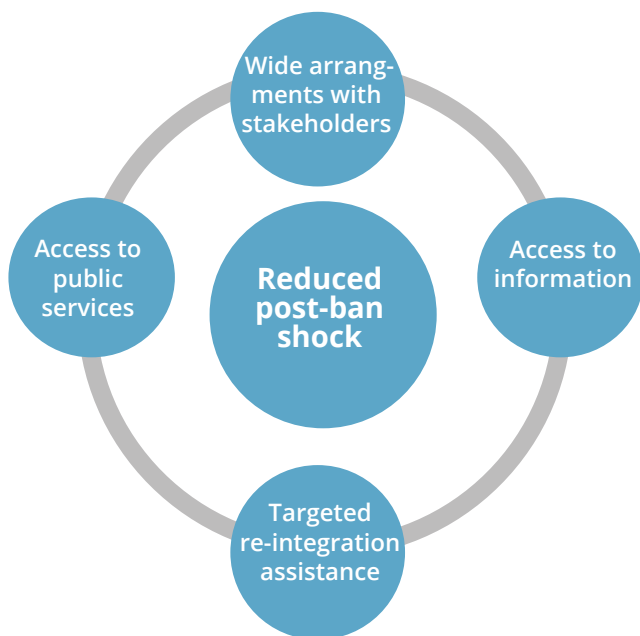 Wide arrang-
ments with
stakeholders
Access to
public
services
Reduced
post-ban
shock
Access to
information
Targeted
re-integration
assistance